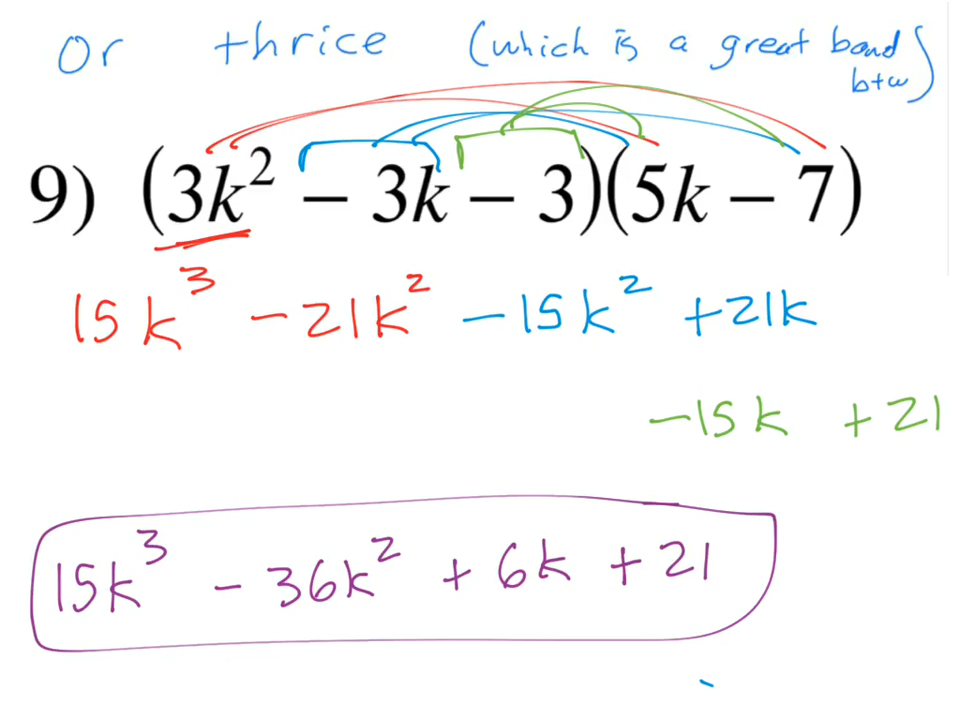 Or thrice (which is a great band btw)
9) (3k² − 3k − 3)(5k − 7)
15k³ −21k² −15k² +21k
−15k +21
15k³ − 36k² + 6k + 21